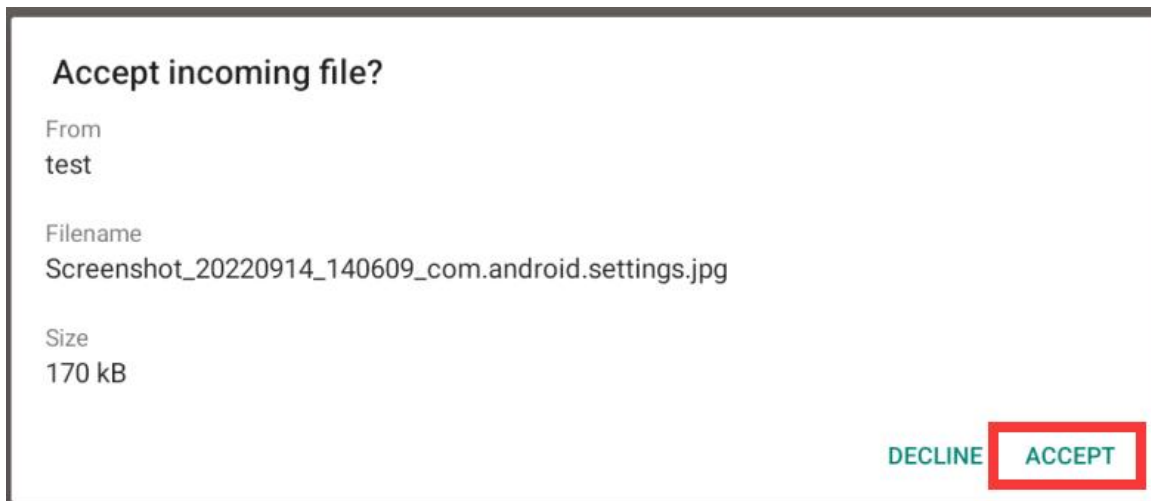 Accept incoming file?
From
test
Filename
Screenshot_20220914_140609_com.android.settings.jpg
Size
170 kB
DECLINE ACCEPT